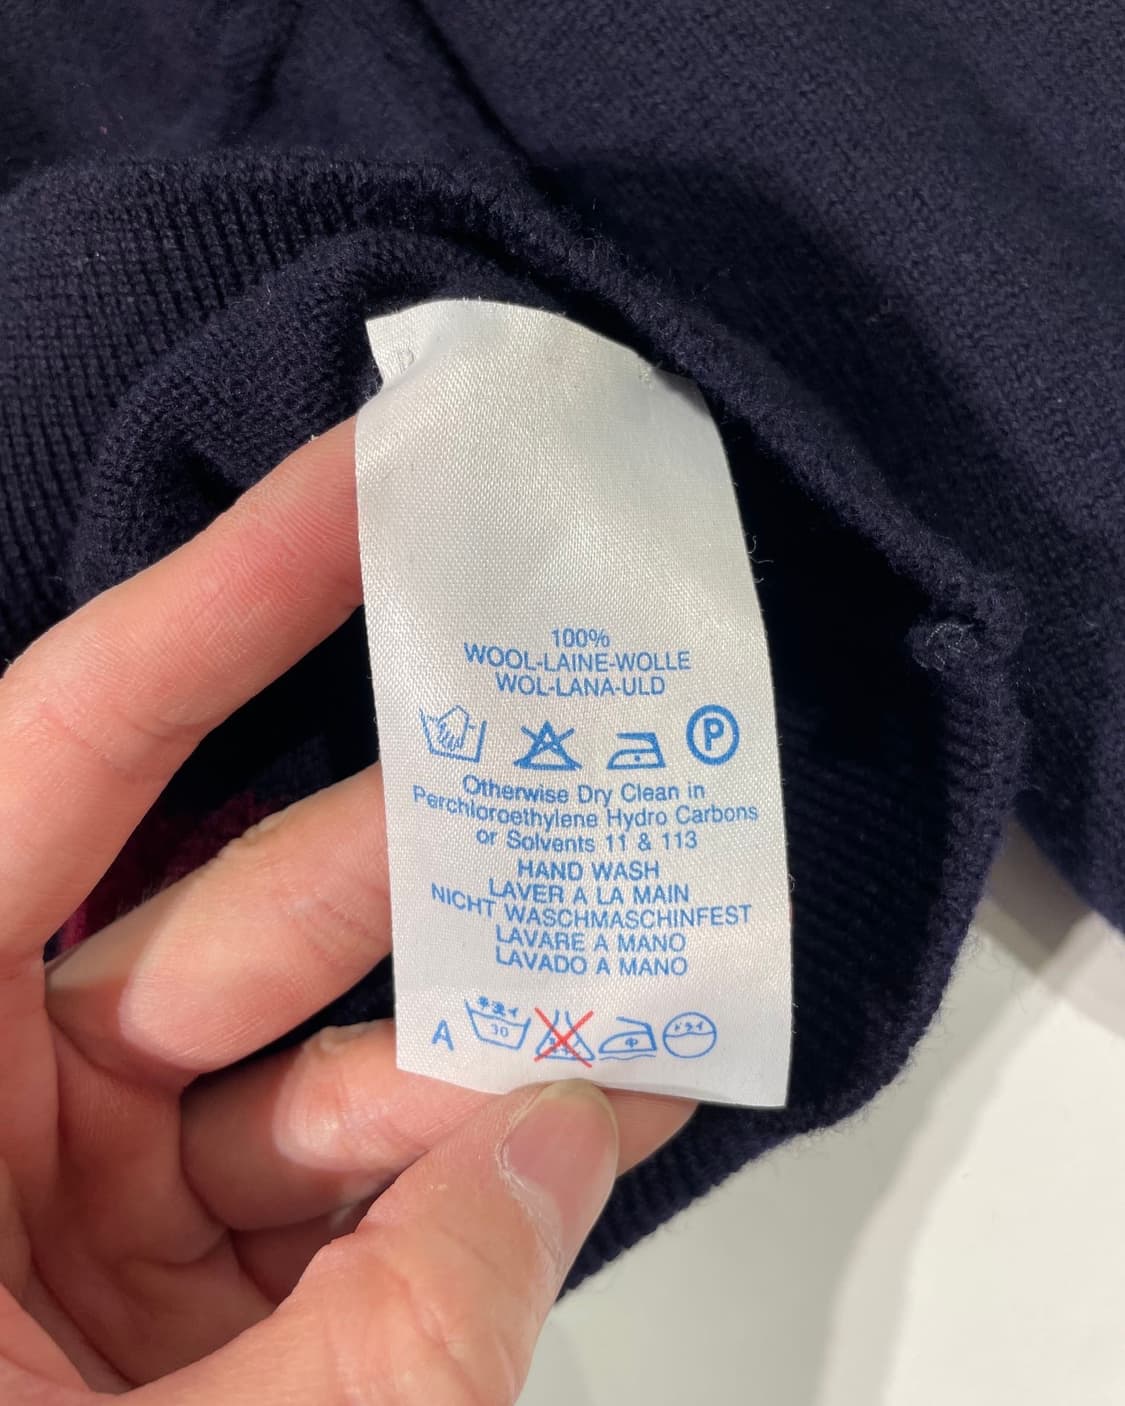 100%
WOOL-LAINE-WOLLE
WOL-LANA-ULD
P
Otherwise Dry Clean in
Perchloroethylene Hydro Carbons
or Solvents 11 & 113
HAND WASH
LAVER A LA MAIN
NICHT WASCHMASCHINFEST
LAVARE A MANO
LAVADO A MANO
手洗イ
A 30 中 ドライ